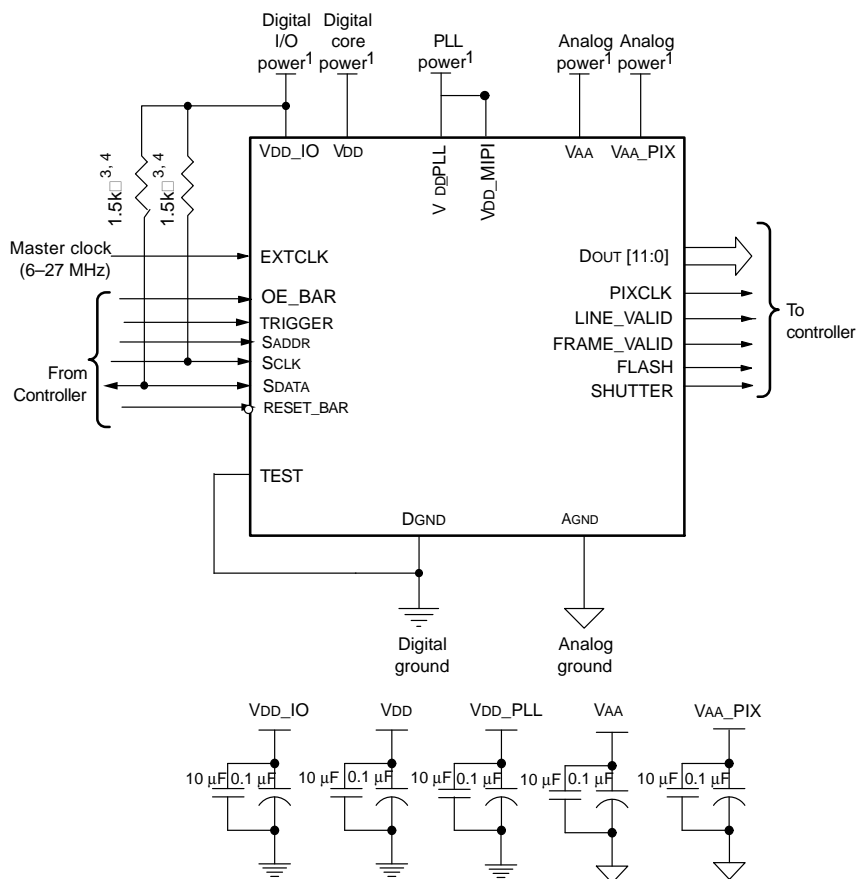 Digital I/O power1
Digital core power1
PLL power1
Analog power1
Analog power1
VDD_IO
VDD
V DD_PLL
VDD_MIPI
VAA
VAA_PIX
1.5k□ 3, 4
1.5k□ 3, 4
Master clock
(6–27 MHz)
EXTCLK
OE_BAR
TRIGGER
SADDR
SCLK
SDATA
RESET_BAR
From
Controller
TEST
DOUT [11:0]
PIXCLK
LINE_VALID
FRAME_VALID
FLASH
SHUTTER
To
controller
DGND
AGND
Digital
ground
Analog
ground
VDD_IO
VDD
VDD_PLL
VAA
VAA_PIX
10 μF 0.1 μF
10 μF 0.1 μF
10 μF 0.1 μF
10 μF 0.1 μF
10 μF 0.1 μF